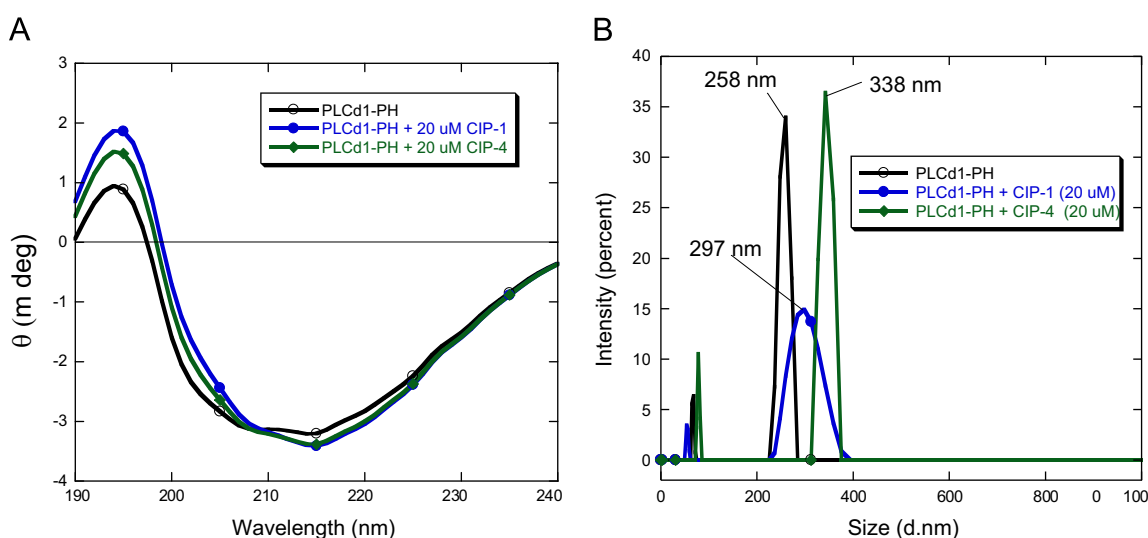 A
3
2
1
0
-1
-2
-3
-4
θ (m deg)
190
200
210
220
230
240
Wavelength (nm)
PLCd1-PH
PLCd1-PH + 20 uM CIP-1
PLCd1-PH + 20 uM CIP-4
B
40
35
30
25
20
15
10
5
0
Intensity (percent)
258 nm
338 nm
297 nm
PLCd1-PH
PLCd1-PH + CIP-1 (20 uM)
PLCd1-PH + CIP-4 (20 uM)
0
200
400
600
800
0
100
Size (d.nm)